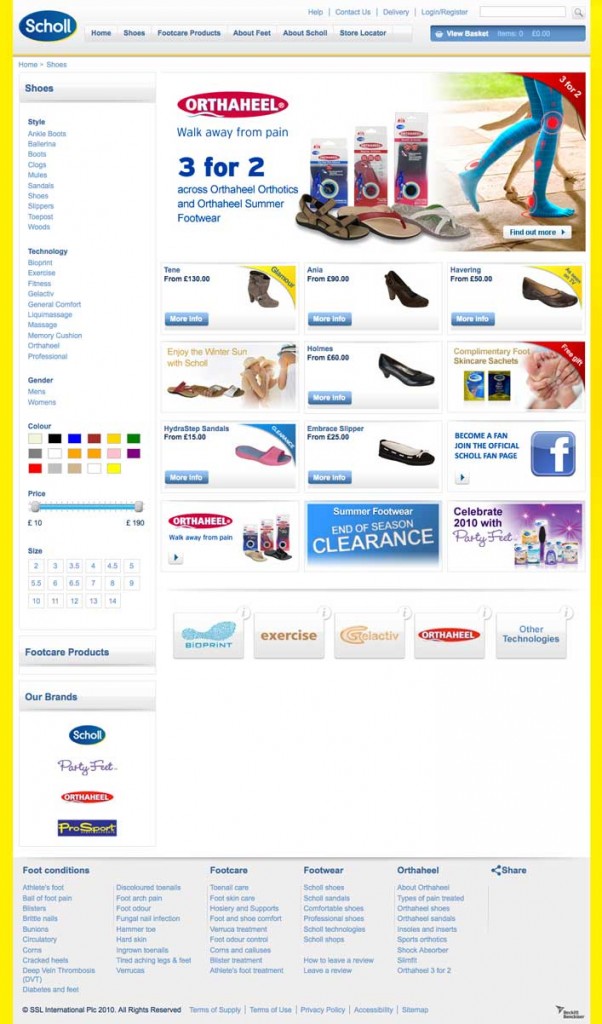 Scholl
Help | Contact Us | Delivery | Login/Register
Home Shoes Footcare Products About Feet About Scholl Store Locator
View Basket Items: 0 £0.00
Home > Shoes
Shoes
Style
Ankle Boots
Ballerina
Boots
Clogs
Mules
Sandals
Shoes
Slippers
Toepost
Woods
Technology
Bioprint
Exercise
Fitness
Gelactiv
General Comfort
Liquimassage
Massage
Memory Cushion
Orthaheel
Professional
Gender
Mens
Womens
Colour
Price
£ 10 £ 190
Size
2 3 3.5 4 4.5 5
5.5 6 6.5 7 8 9
10 11 12 13 14
Footcare Products
Our Brands
Scholl
Party Feet
ORTHAHEEL
ProSport
ORTHAHEEL
Walk away from pain
3 for 2
across Orthaheel Orthotics
and Orthaheel Summer
Footwear
3 for 2
Find out more
Tene
From £130.00
Glamour
More info
Ania
From £90.00
More info
Havering
From £50.00
As seen
on TV
More info
Enjoy the Winter Sun
with Scholl
Holmes
From £60.00
More info
Complimentary Foot
Skincare Sachets
Free gift
HydraStep Sandals
From £15.00
CLEARANCE
More info
Embrace Slipper
From £25.00
More info
BECOME A FAN
JOIN THE OFFICIAL
SCHOLL FAN PAGE
f
ORTHAHEEL
Walk away from pain
Summer Footwear
END OF SEASON
CLEARANCE
Celebrate
2010 with
Party Feet
BIOPRINT
exercise
Gelactiv
ORTHAHEEL
Other
Technologies
Foot conditions
Athlete's foot
Ball of foot pain
Blisters
Brittle nails
Bunions
Circulatory
Corns
Cracked heels
Deep Vein Thrombosis
(DVT)
Diabetes and feet
Discoloured toenails
Foot arch pain
Foot odour
Fungal nail infection
Hammer toe
Hard skin
Ingrown toenails
Tired aching legs & feet
Verrucas
Footcare
Toenail care
Foot skin care
Hosiery and Supports
Foot and shoe comfort
Verruca treatment
Foot odour control
Corns and calluses
Blister treatment
Athlete's foot treatment
Footwear
Scholl shoes
Scholl sandals
Comfortable shoes
Professional shoes
Scholl technologies
Scholl shops
How to leave a review
Leave a review
Orthaheel
About Orthaheel
Types of pain treated
Orthaheel shoes
Orthaheel sandals
Insoles and inserts
Sports orthotics
Shock Absorber
Slimfit
Orthaheel 3 for 2
Share
© SSL International Plc 2010. All Rights Reserved Terms of Supply | Terms of Use | Privacy Policy | Accessibility | Sitemap
Reckitt
Benckiser